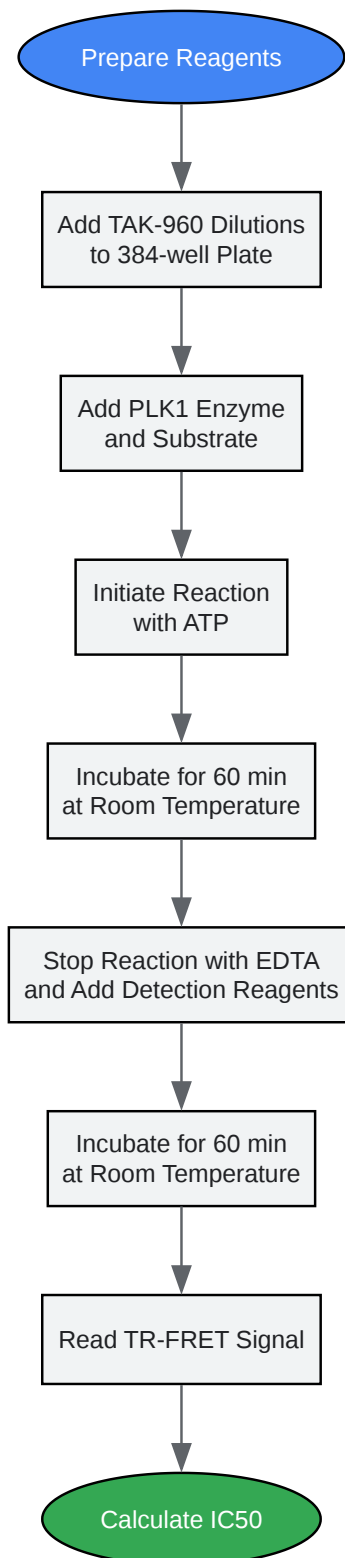 Prepare Reagents
Add TAK-960 Dilutions
to 384-well Plate
Add PLK1 Enzyme
and Substrate
Initiate Reaction
with ATP
Incubate for 60 min
at Room Temperature
Stop Reaction with EDTA
and Add Detection Reagents
Incubate for 60 min
at Room Temperature
Read TR-FRET Signal
Calculate IC50